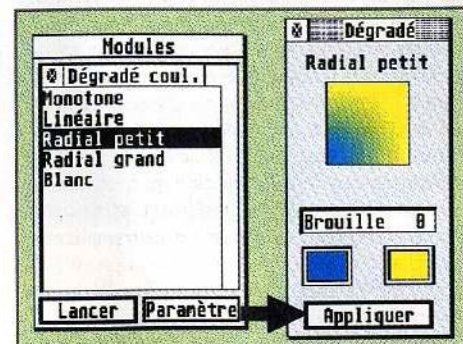 Modules
Dégradé coul.
Monotone
Linéaire
Radial petit
Radial grand
Blanc
Lancer
Paramètre
Dégradé
Radial petit
Brouille 0
Appliquer